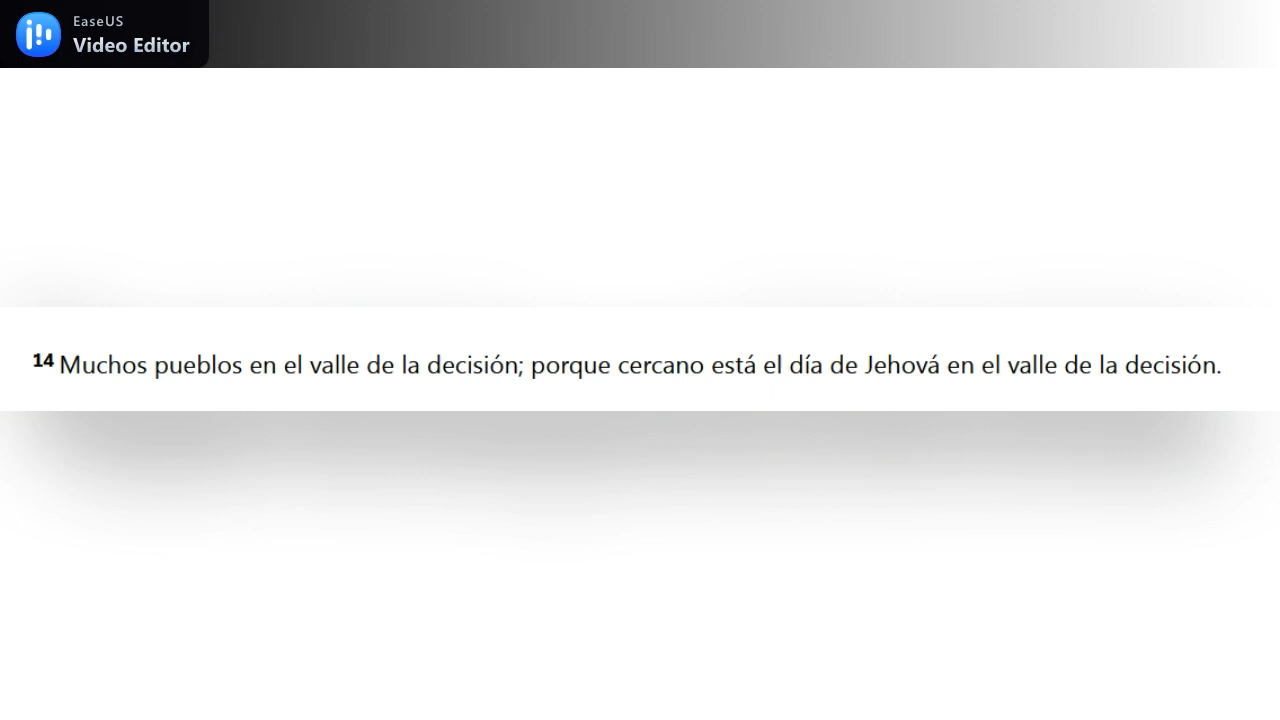 EaseUS
Video Editor
14 Muchos pueblos en el valle de la decisión; porque cercano está el día de Jehová en el valle de la decisión.